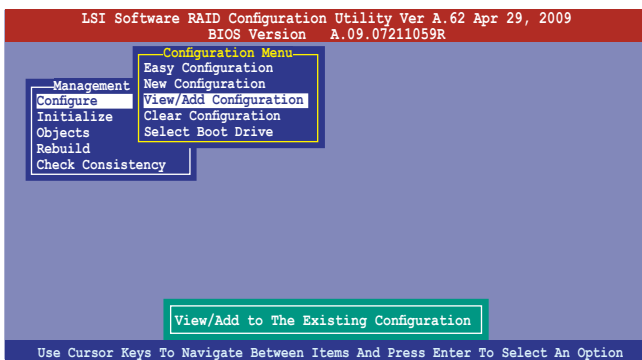 LSI Software RAID Configuration Utility Ver A.62 Apr 29, 2009
BIOS Version A.09.07211059R
Configuration Menu
Easy Configuration
New Configuration
View/Add Configuration
Clear Configuration
Select Boot Drive
Management
Configure
Initialize
Objects
Rebuild
Check Consistency
View/Add to The Existing Configuration
Use Cursor Keys To Navigate Between Items And Press Enter To Select An Option